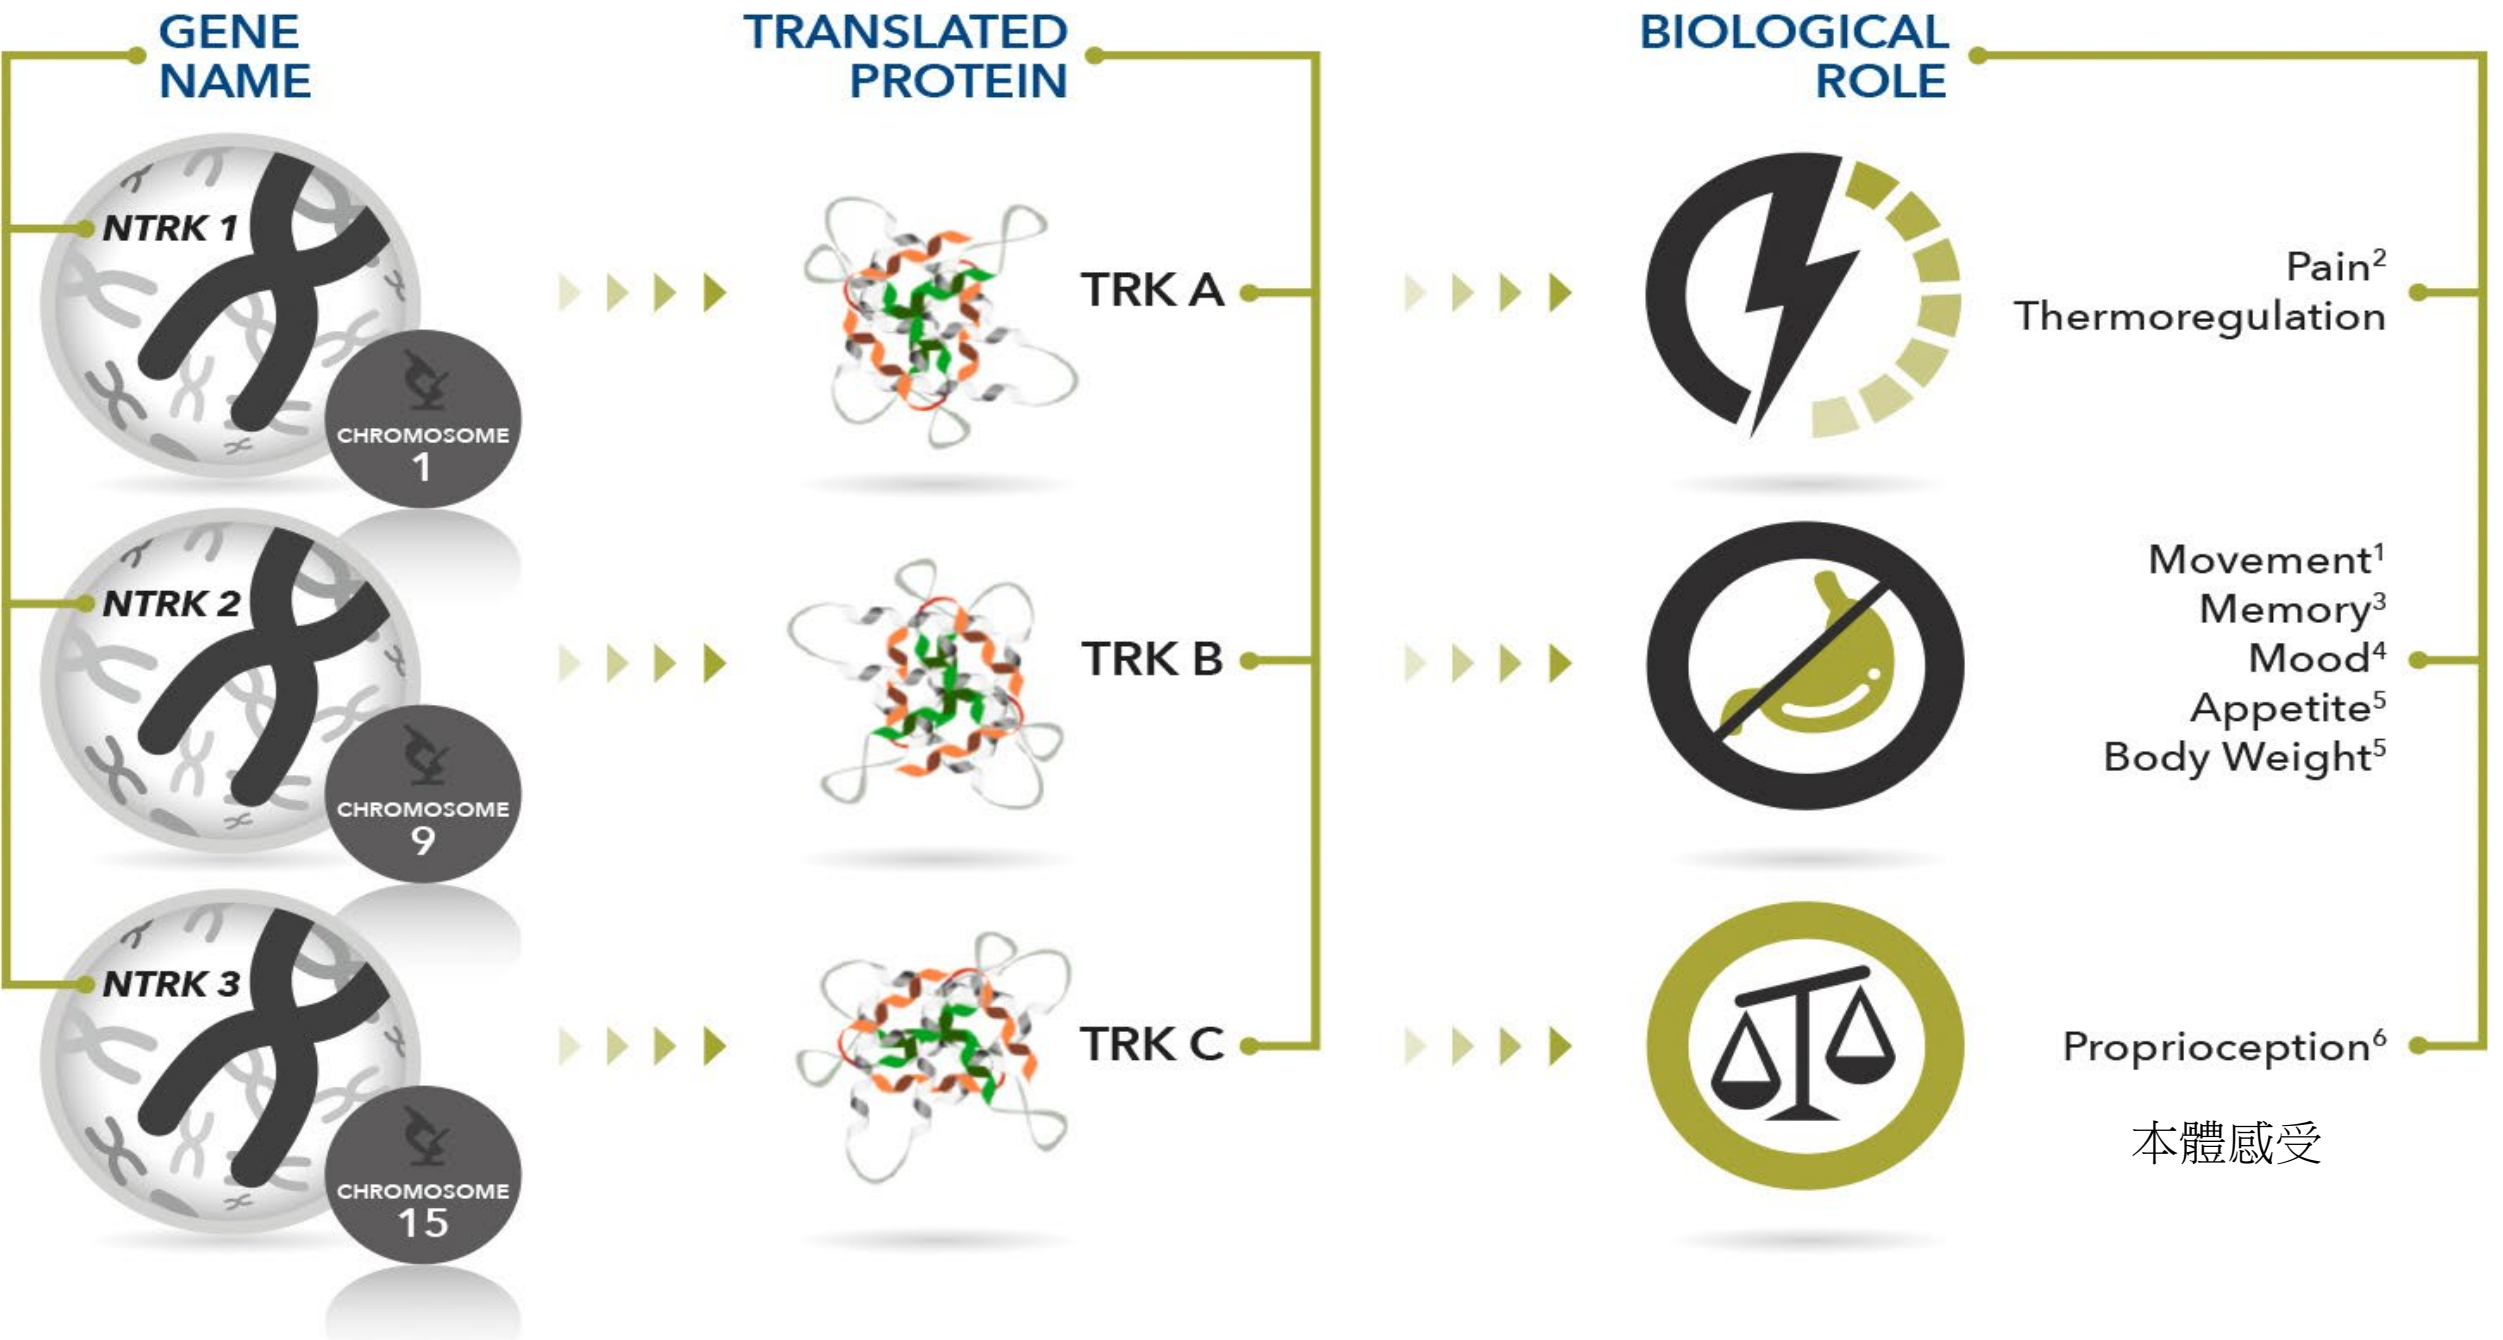 GENE
NAME
TRANSLATED
PROTEIN
BIOLOGICAL
ROLE
NTRK 1
CHROMOSOME
1
TRK A
Pain²
Thermoregulation
NTRK 2
CHROMOSOME
9
TRK B
Movement¹
Memory³
Mood⁴
Appetite⁵
Body Weight⁵
NTRK 3
CHROMOSOME
15
TRK C
Proprioception⁶
本體感受